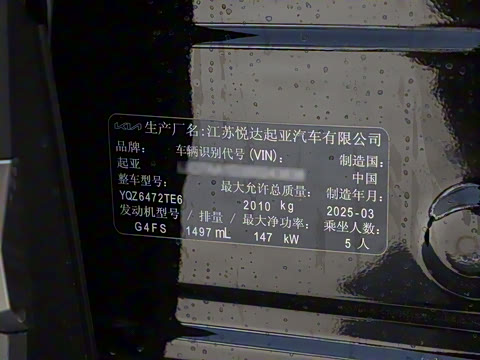 KIA 生产厂名:江苏悦达起亚汽车有限公司
品牌: 车辆识别代号(VIN): 制造国:
起亚 中国
整车型号: 最大允许总质量: 制造年月:
YQZ6472TE6 2010 kg 2025-03
发动机型号 / 排量 / 最大净功率: 乘坐人数:
G4FS 1497 mL 147 kW 5 人